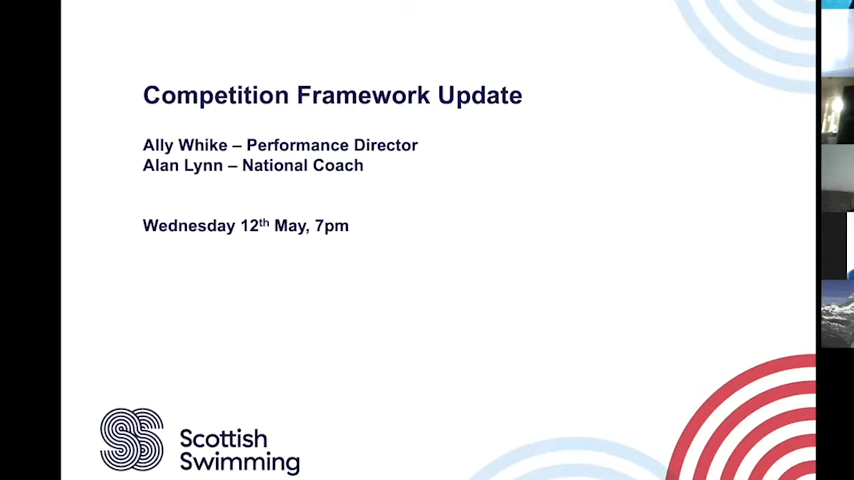 Competition Framework Update
Ally Whike – Performance Director
Alan Lynn – National Coach
Wednesday 12th May, 7pm
Scottish
Swimming